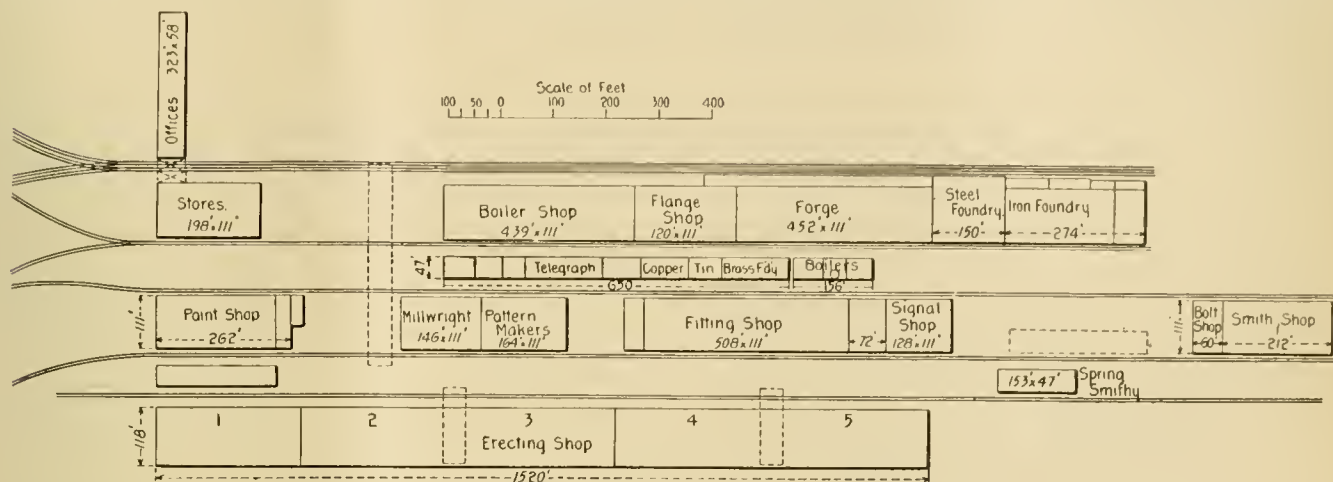 Offices 323'x58'
Scale of Feet
100 50 0 100 200 300 400
Stores.
198'x111'
Boiler Shop
439'x111'
Flange
Shop
120'x111'
Forge
452'x111'
Steel
Foundry.
150'
Iron Foundry
274'
47'
Telegraph
Copper
Tin
Brass Fdy
Boilers
650
156'
111'
Paint Shop
262'
Millwright
146'x111'
Pattern
Makers
164'x111'
Fitting Shop
508'x111'
72'
Signal
Shop
128'x111'
111'
Bolt
Shop
60'
Smith Shop
212'
153'x47'
Spring
Smithy
118'
1 2 3 4 5
Erecting Shop
1520'